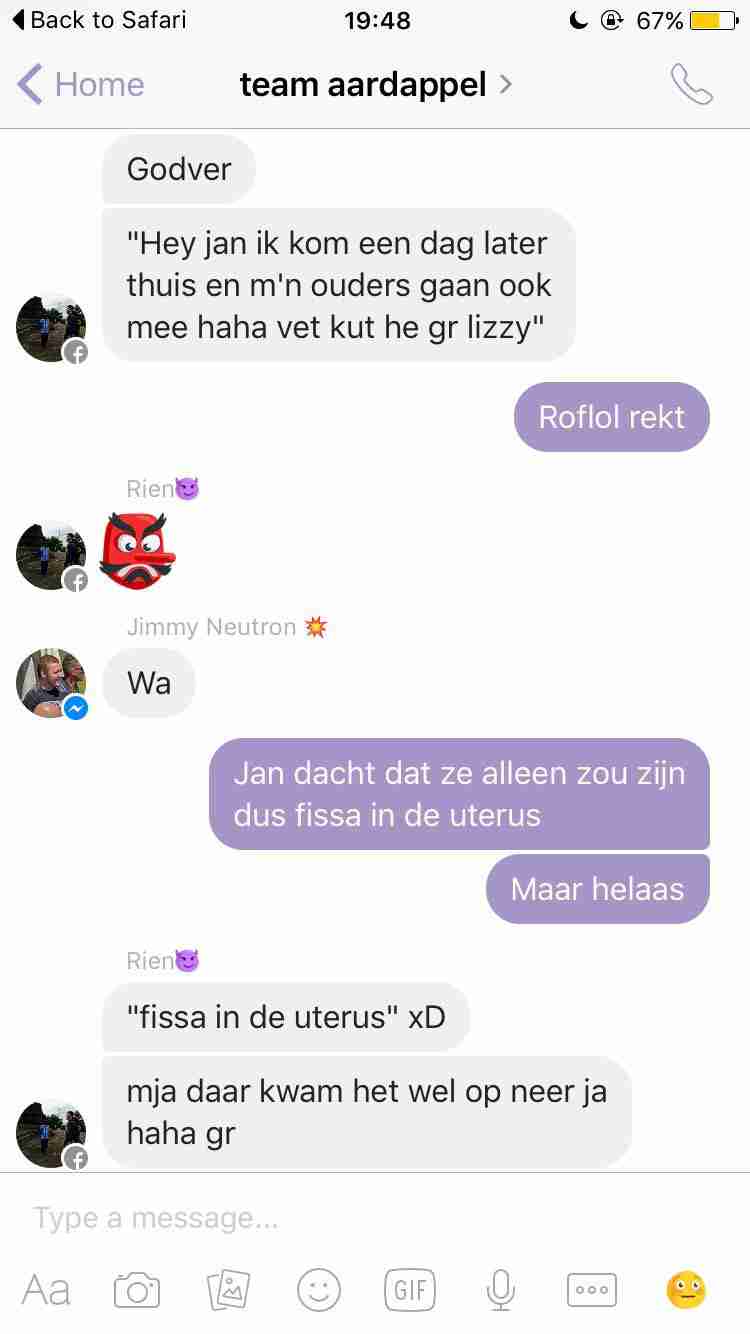 Back to Safari 19:48 67%
Home team aardappel
Godver
"Hey jan ik kom een dag later
thuis en m'n ouders gaan ook
mee haha vet kut he gr lizzy"
Roflol rekt
Rien😈
Jimmy Neutron 💥
Wa
Jan dacht dat ze alleen zou zijn
dus fissa in de uterus
Maar helaas
Rien😈
"fissa in de uterus" xD
mja daar kwam het wel op neer ja
haha gr
Type a message...
Aa GIF